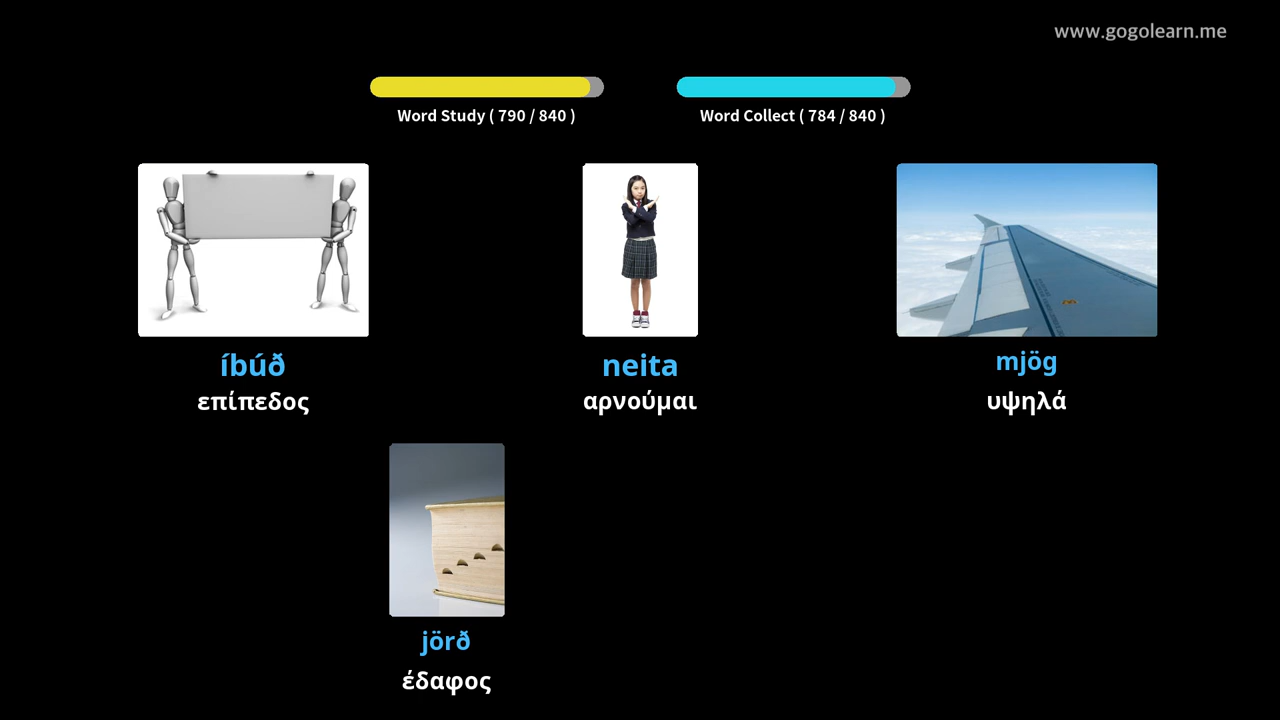 www.gogolearn.me
Word Study ( 790 / 840 )
Word Collect ( 784 / 840 )
íbúð
επίπεδος
neita
αρνούμαι
mjög
υψηλά
jörð
έδαφος